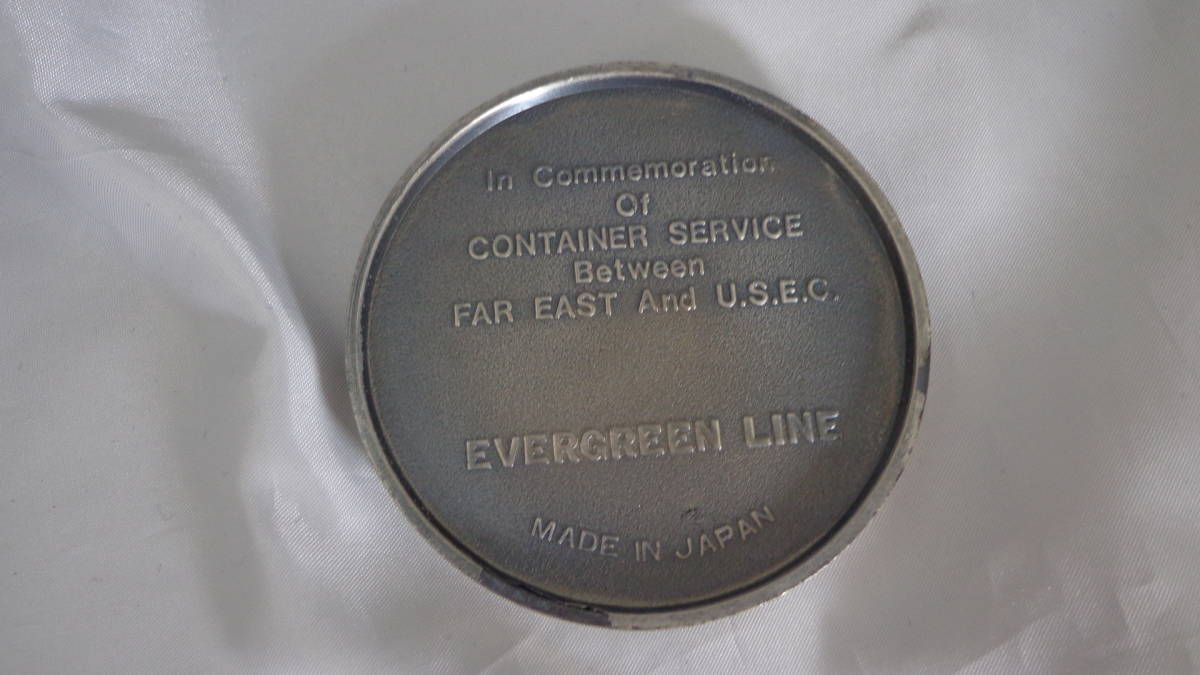 In Commemoration
Of
CONTAINER SERVICE
Between
FAR EAST And U.S.E.C.
EVERGREEN LINE
MADE IN JAPAN